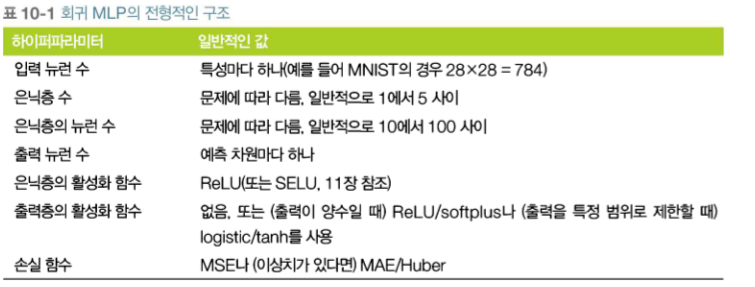 표 10-1 회귀 MLP의 전형적인 구조
하이퍼파라미터 일반적인 값
입력 뉴런 수 특성마다 하나(예를 들어 MNIST의 경우 28×28 = 784)
은닉층 수 문제에 따라 다름, 일반적으로 1에서 5 사이
은닉층의 뉴런 수 문제에 따라 다름, 일반적으로 10에서 100 사이
출력 뉴런 수 예측 차원마다 하나
은닉층의 활성화 함수 ReLU(또는 SELU, 11장 참조)
출력층의 활성화 함수 없음, 또는 (출력이 양수일 때) ReLU/softplus나 (출력을 특정 범위로 제한할 때)
logistic/tanh를 사용
손실 함수 MSE나 (이상치가 있다면) MAE/Huber